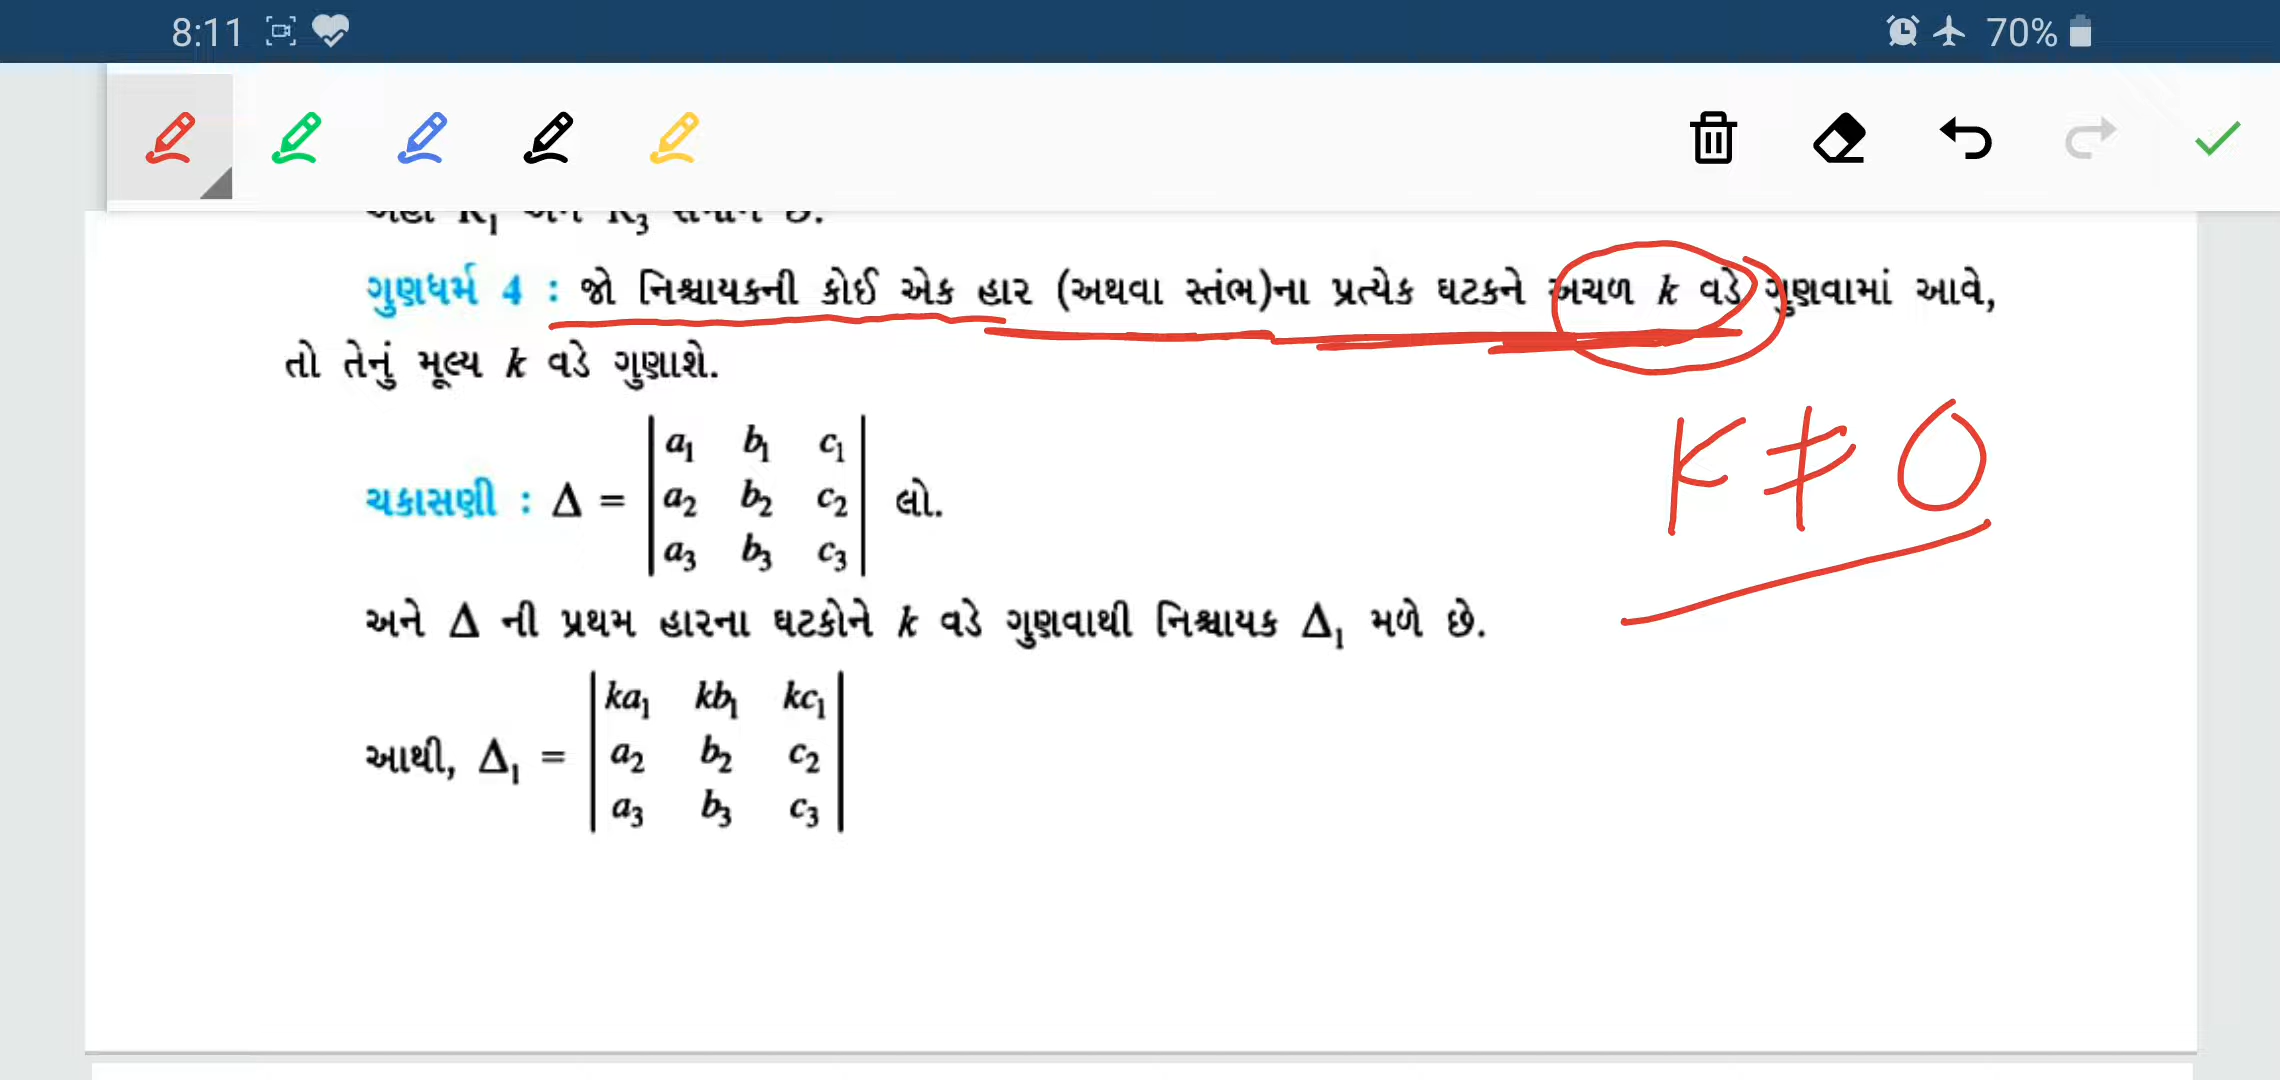 8:11 70%
ગુણધર્મ 4 : જો નિશ્ચાયકની કોઈ એક હાર (અથવા સ્તંભ)ના પ્રત્યેક ઘટકને અચળ k વડે ગુણવામાં આવે,
તો તેનું મૂલ્ય k વડે ગુણાશે.
K ≠ 0
a₁ b₁ c₁
ચકાસણી : Δ = a₂ b₂ c₂ લો.
a₃ b₃ c₃
અને Δ ની પ્રથમ હારના ઘટકોને k વડે ગુણવાથી નિશ્ચાયક Δ₁ મળે છે.
ka₁ kb₁ kc₁
આથી, Δ₁ = a₂ b₂ c₂
a₃ b₃ c₃